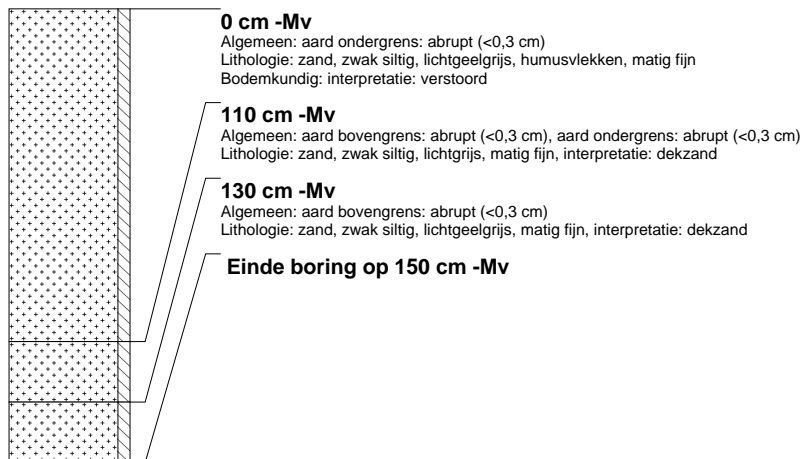 0 cm -Mv
Algemeen: aard ondergrens: abrupt (<0,3 cm)
Lithologie: zand, zwak siltig, lichtgeelgrijs, humusvlekken, matig fijn
Bodemkundig: interpretatie: verstoord
110 cm -Mv
Algemeen: aard bovengrens: abrupt (<0,3 cm), aard ondergrens: abrupt (<0,3 cm)
Lithologie: zand, zwak siltig, lichtgrijs, matig fijn, interpretatie: dekzand
130 cm -Mv
Algemeen: aard bovengrens: abrupt (<0,3 cm)
Lithologie: zand, zwak siltig, lichtgeelgrijs, matig fijn, interpretatie: dekzand
Einde boring op 150 cm -Mv